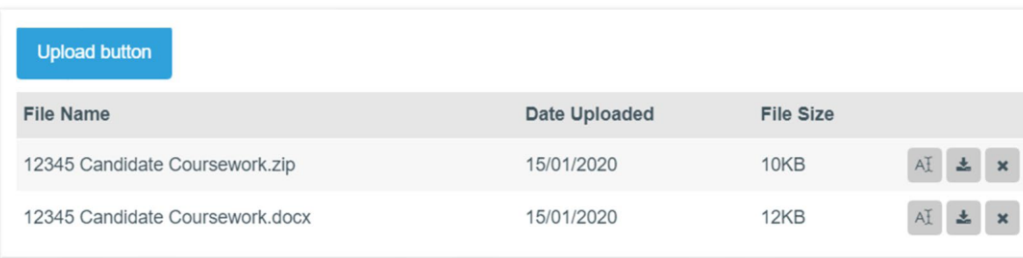 Upload button
File Name Date Uploaded File Size
12345 Candidate Coursework.zip 15/01/2020 10KB
12345 Candidate Coursework.docx 15/01/2020 12KB